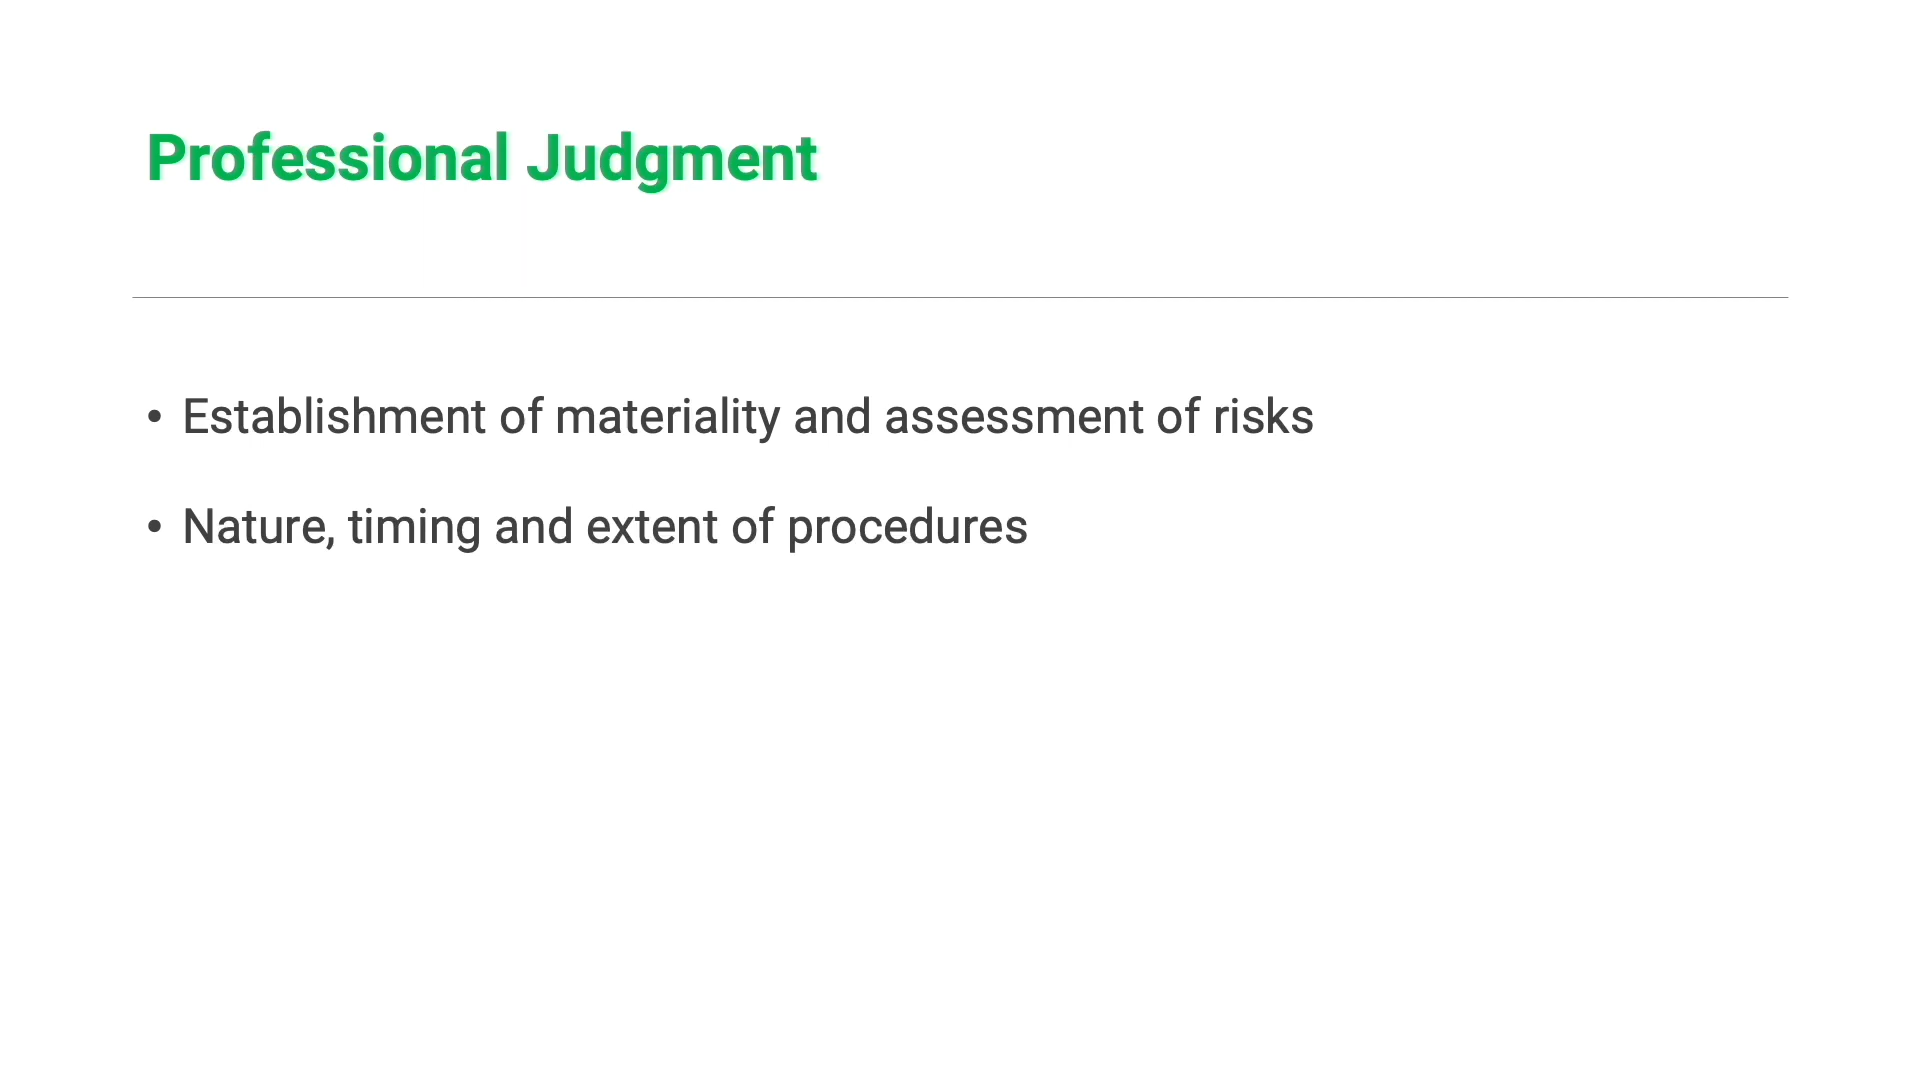 Professional Judgment
• Establishment of materiality and assessment of risks
• Nature, timing and extent of procedures